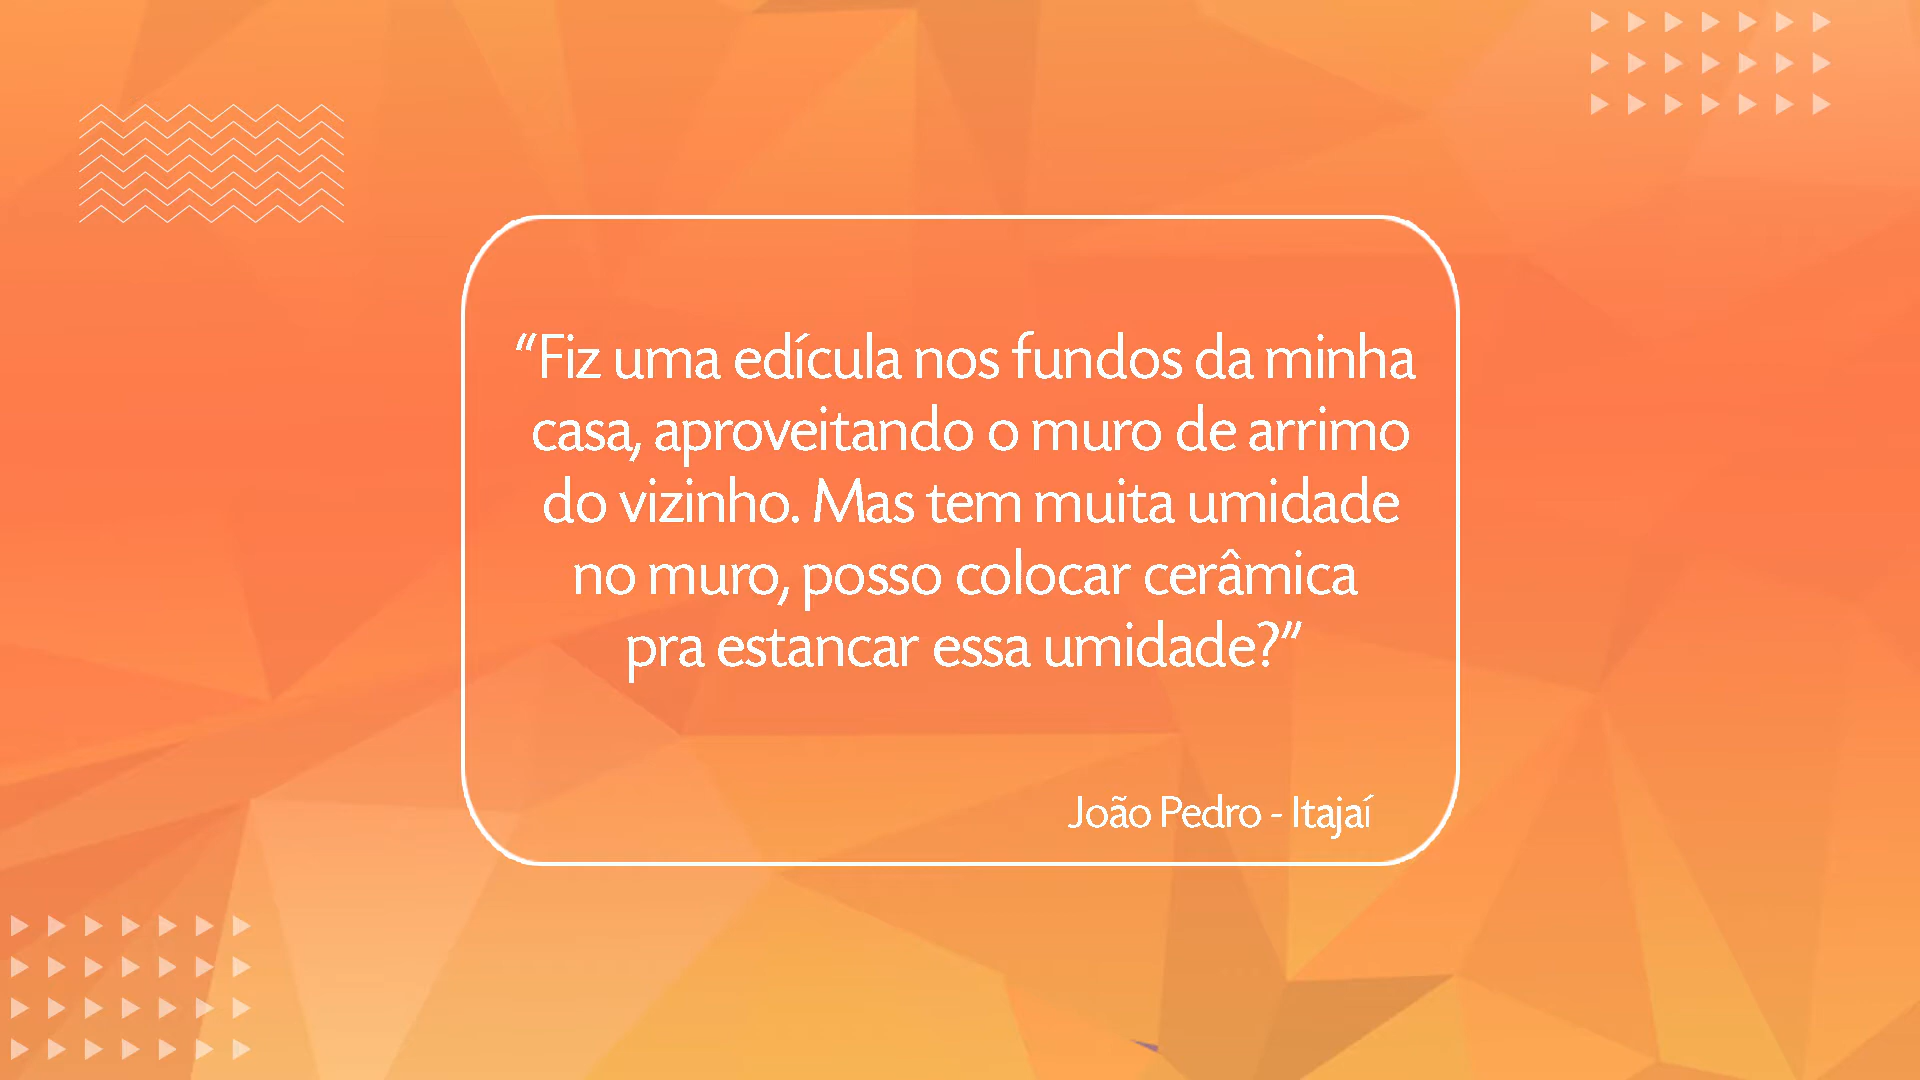 “Fiz uma edícula nos fundos da minha
casa, aproveitando o muro de arrimo
do vizinho. Mas tem muita umidade
no muro, posso colocar cerâmica
pra estancar essa umidade?”
João Pedro - Itajaí